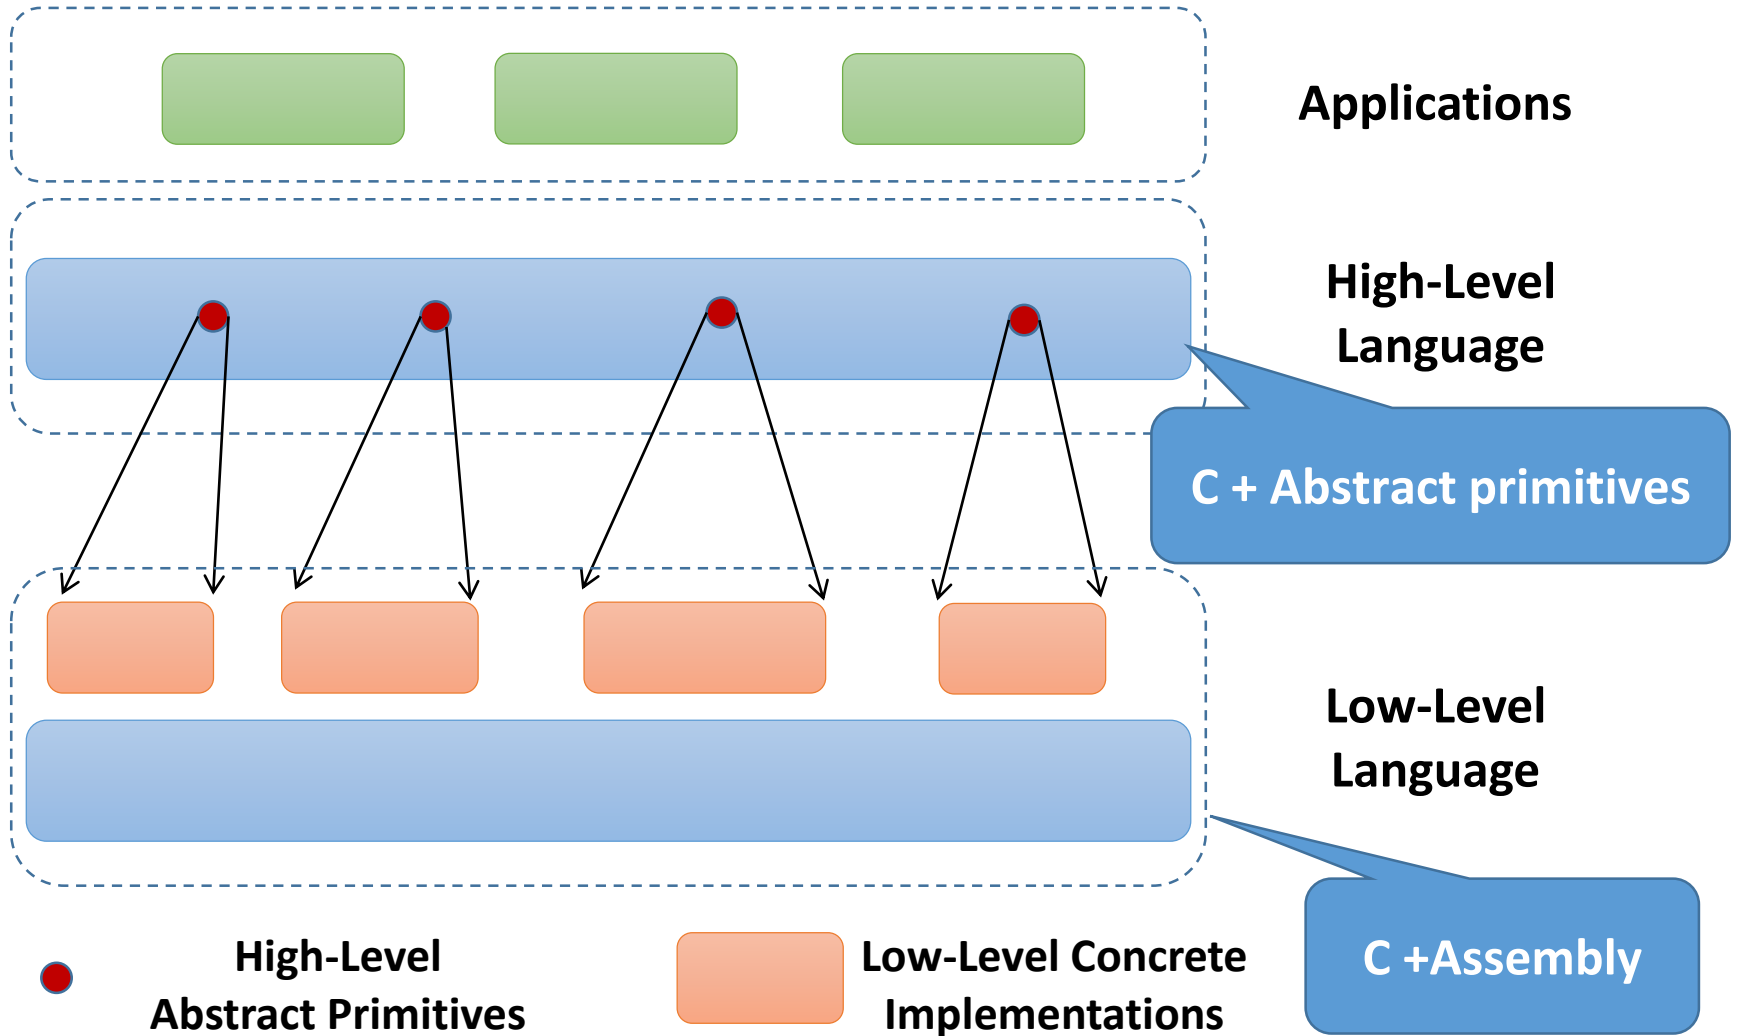 Applications
High-Level
Language
C + Abstract primitives
Low-Level
Language
C +Assembly
High-Level
Abstract Primitives
Low-Level Concrete
Implementations